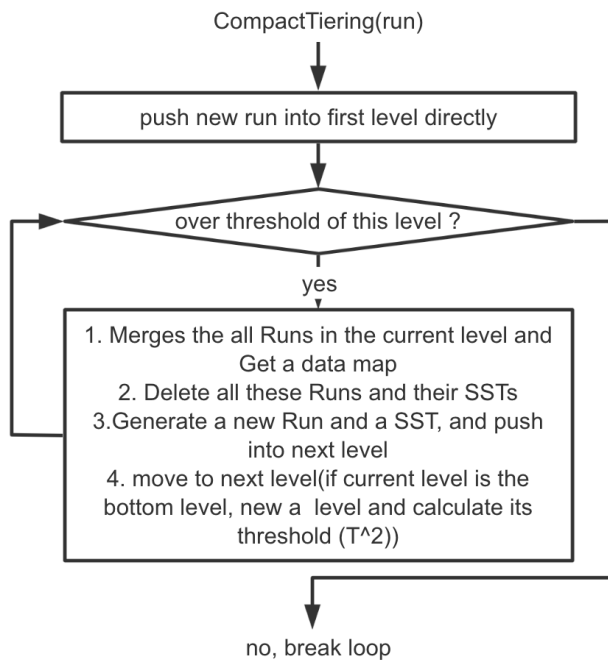 CompactTiering(run)
push new run into first level directly
over threshold of this level ?
yes
1. Merges the all Runs in the current level and
Get a data map
2. Delete all these Runs and their SSTs
3.Generate a new Run and a SST, and push
into next level
4. move to next level(if current level is the
bottom level, new a level and calculate its
threshold (T^2))
no, break loop